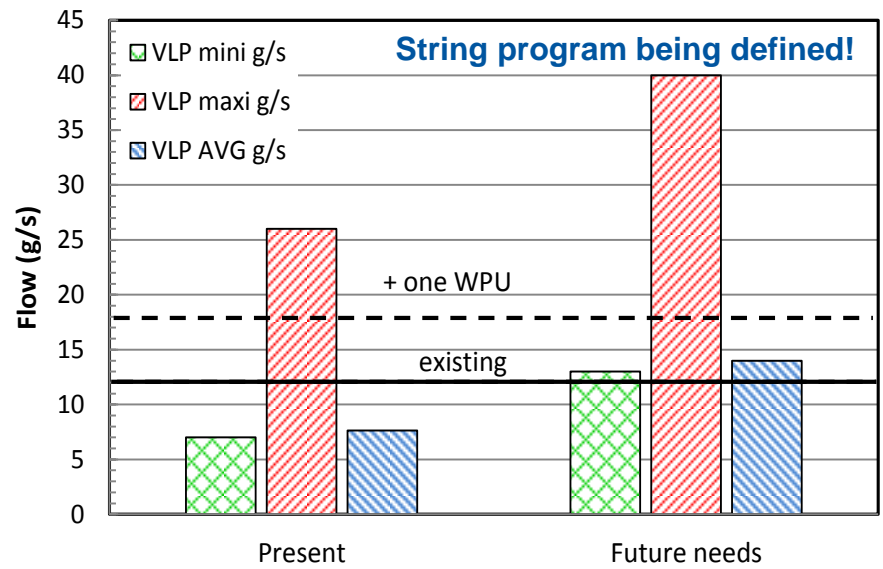 String program being defined!
VLP mini g/s
VLP maxi g/s
VLP AVG g/s
Flow (g/s)
45
40
35
30
25
20
15
10
5
0
+ one WPU
existing
Present
Future needs